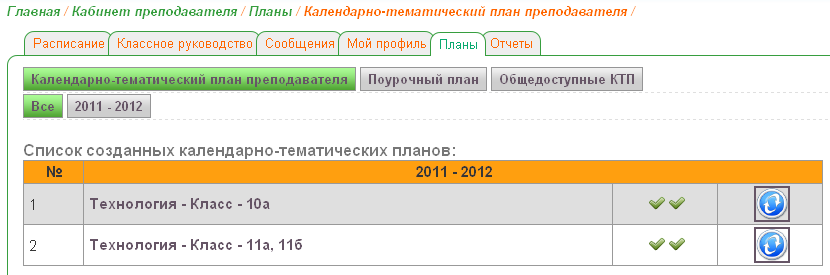 Главная / Кабинет преподавателя / Планы / Календарно-тематический план преподавателя /
Расписание Классное руководство Сообщения Мой профиль Планы Отчеты
Календарно-тематический план преподавателя Поурочный план Общедоступные КТП
Все 2011 - 2012
Список созданных календарно-тематических планов:
№ 2011 - 2012
1 Технология - Класс - 10а
2 Технология - Класс - 11а, 11б